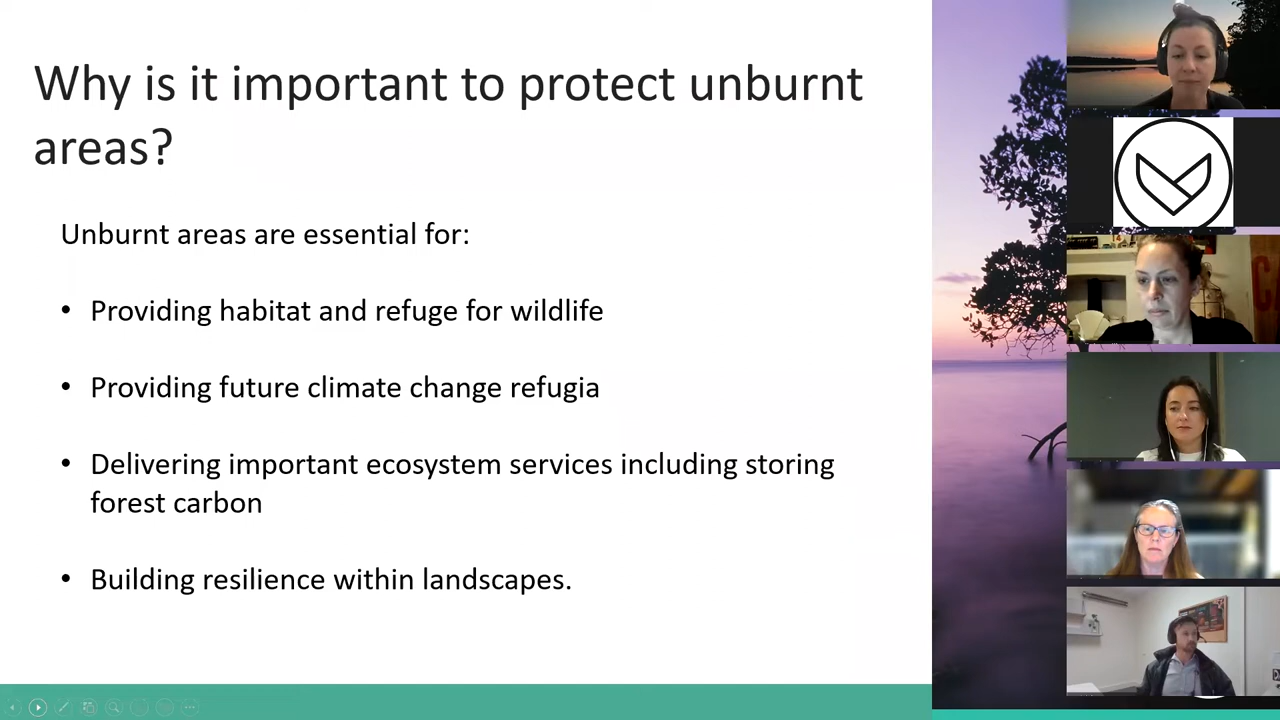 Why is it important to protect unburnt
areas?
Unburnt areas are essential for:
• Providing habitat and refuge for wildlife
• Providing future climate change refugia
• Delivering important ecosystem services including storing
forest carbon
• Building resilience within landscapes.